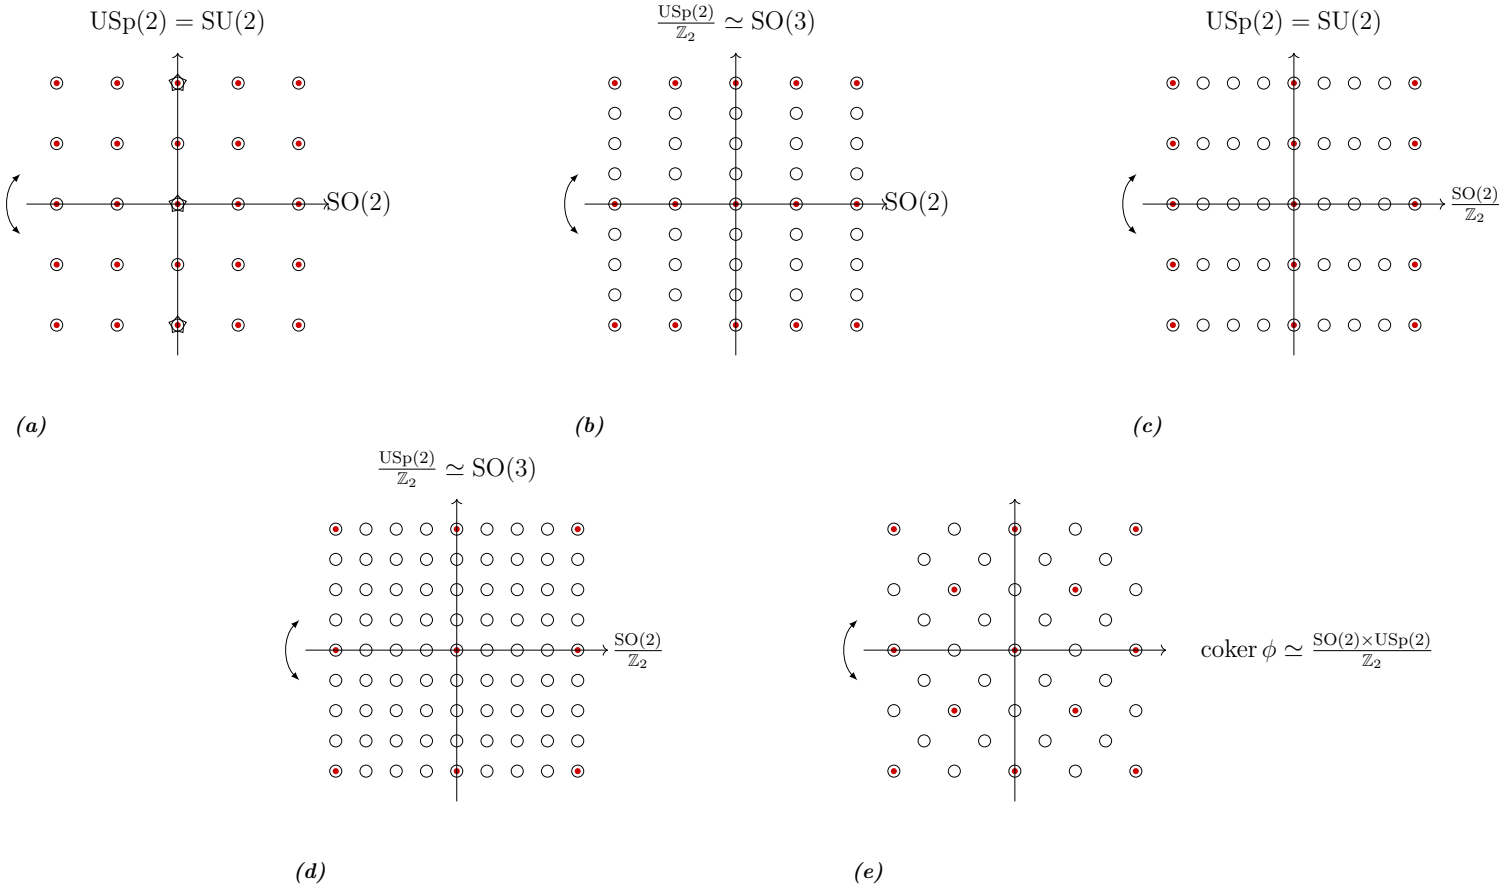 USp(2) = SU(2)
SO(2)
(a)
USp(2)/ℤ₂ ≃ SO(3)
SO(2)
(b)
USp(2) = SU(2)
SO(2)/ℤ₂
(c)
USp(2)/ℤ₂ ≃ SO(3)
SO(2)/ℤ₂
(d)
coker ϕ ≃ SO(2)×USp(2)/ℤ₂
(e)